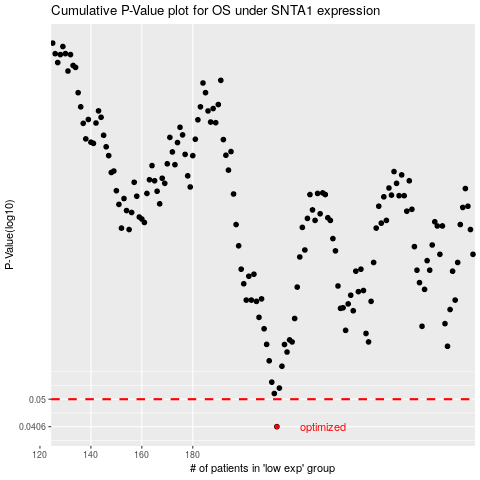 Cumulative P-Value plot for OS under SNTA1 expression
P-Value(log10)
0.05
0.0406
optimized
120 140 160 180
# of patients in 'low exp' group